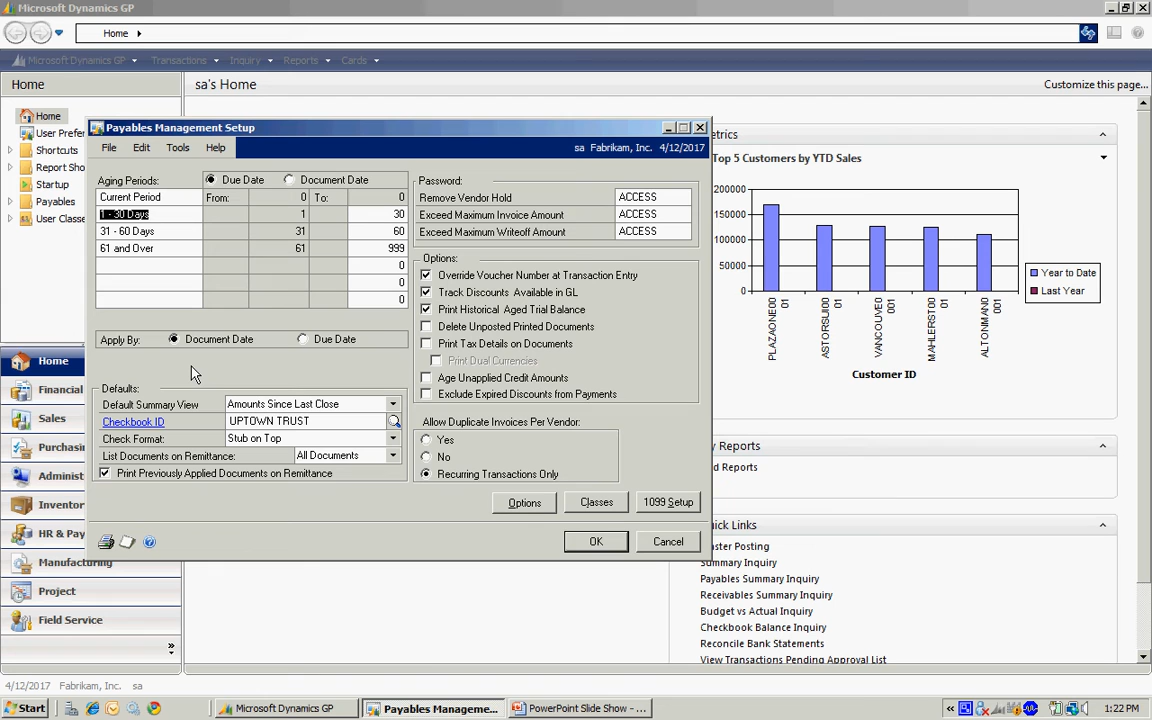 Microsoft Dynamics GP
Home
Microsoft Dynamics GP
Transactions
Inquiry
Reports
Cards
Home
sa's Home
Customize this page...
Home
User Prefer
Shortcuts
Report Sho
Startup
Payables
User Classe
Home
Financial
Sales
Purchasin
Administ
Inventor
HR & Pay
Manufacturing
Project
Field Service
Payables Management Setup
File
Edit
Tools
Help
sa Fabrikam, Inc. 4/12/2017
Aging Periods:
Due Date
Document Date
Current Period
From:
0
To:
0
1 - 30 Days
1
30
31 - 60 Days
31
60
61 and Over
61
999
0
0
0
Apply By:
Document Date
Due Date
Defaults:
Default Summary View
Amounts Since Last Close
Checkbook ID
UPTOWN TRUST
Check Format:
Stub on Top
List Documents on Remittance:
All Documents
Print Previously Applied Documents on Remittance
Password:
Remove Vendor Hold
ACCESS
Exceed Maximum Invoice Amount
ACCESS
Exceed Maximum Writeoff Amount
ACCESS
Options:
Override Voucher Number at Transaction Entry
Track Discounts Available in GL
Print Historical Aged Trial Balance
Delete Unposted Printed Documents
Print Tax Details on Documents
Print Dual Currencies
Age Unapplied Credit Amounts
Exclude Expired Discounts from Payments
Allow Duplicate Invoices Per Vendor:
Yes
No
Recurring Transactions Only
Options
Classes
1099 Setup
OK
Cancel
etrics
Top 5 Customers by YTD Sales
200000
150000
100000
50000
0
PLAZAONE00 01
ASTORSUI00 01
VANCOUVE0 01
MAHLERST0 01
ALTONMAN0 01
Customer ID
Year to Date
Last Year
y Reports
d Reports
uick Links
aster Posting
Summary Inquiry
Payables Summary Inquiry
Receivables Summary Inquiry
Budget vs Actual Inquiry
Checkbook Balance Inquiry
Reconcile Bank Statements
View Transactions Pending Approval List
4/12/2017 Fabrikam, Inc. sa
Start
Microsoft Dynamics GP
Payables Manageme...
PowerPoint Slide Show - ...
1:22 PM